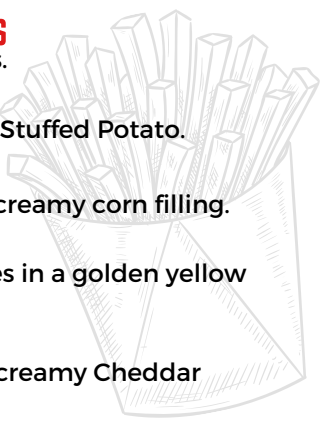 S
s.
Stuffed Potato.
creamy corn filling.
es in a golden yellow
creamy Cheddar